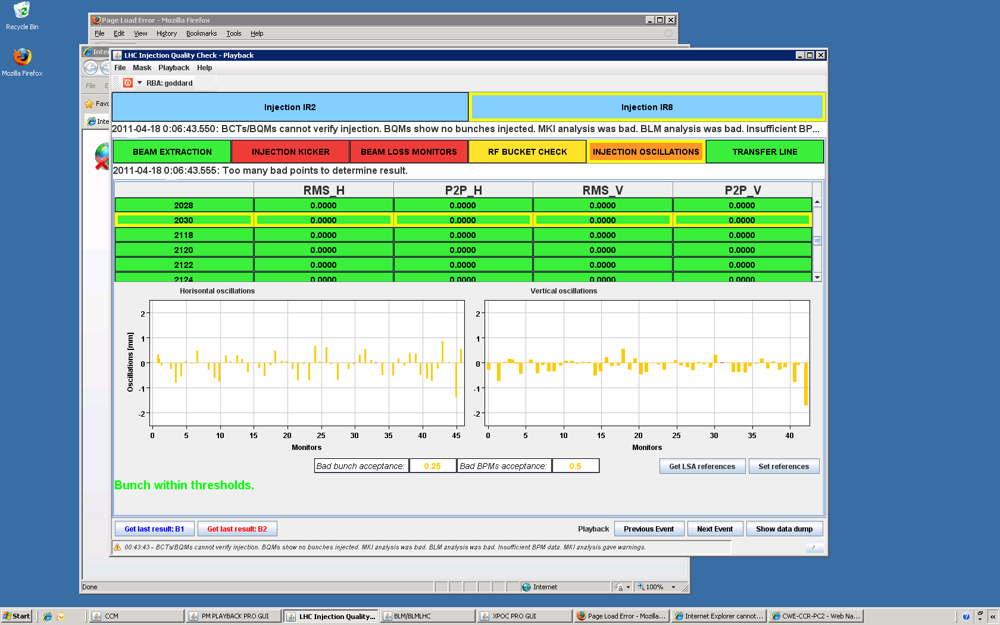 Recycle Bin
Mozilla Firefox
Page Load Error - Mozilla Firefox
File Edit View History Bookmarks Tools Help
LHC Injection Quality Check - Playback
File Mask Playback Help
File
Favo
Inte
RBA: goddard
Injection IR2 Injection IR8
2011-04-18 0:06:43.550: BCTs/BQMs cannot verify injection. BQMs show no bunches injected. MKI analysis was bad. BLM analysis was bad. Insufficient BP...
BEAM EXTRACTION INJECTION KICKER BEAM LOSS MONITORS RF BUCKET CHECK INJECTION OSCILLATIONS TRANSFER LINE
2011-04-18 0:06:43.555: Too many bad points to determine result.
RMS_H P2P_H RMS_V P2P_V
2028 0.0000 0.0000 0.0000 0.0000
2030 0.0000 0.0000 0.0000 0.0000
2118 0.0000 0.0000 0.0000 0.0000
2120 0.0000 0.0000 0.0000 0.0000
2122 0.0000 0.0000 0.0000 0.0000
2124 0.0000 0.0000 0.0000 0.0000
Horisontal oscillations
Oscillations [mm]
2
1
0
-1
-2
0 5 10 15 20 25 30 35 40 45
Monitors
Vertical oscillations
2
1
0
-1
-2
0 5 10 15 20 25 30 35 40
Monitors
Bad bunch acceptance: 0.25 Bad BPMs acceptance: 0.5 Get LSA references Set references
Bunch within thresholds.
Get last result: B1 Get last result: B2 Playback Previous Event Next Event Show data dump
00:43:43 - BCTs/BQMs cannot verify injection. BQMs show no bunches injected. MKI analysis was bad. BLM analysis was bad. Insufficient BPM data. MKI analysis gave warnings.
Done Internet 100%
Start CCM PM PLAYBACK PRO GUI LHC Injection Quality... BLM/BLMLHC XPOC PRO GUI Page Load Error - Mozilla... Internet Explorer cannot... CWE-CCR-PC2 - Web Na...